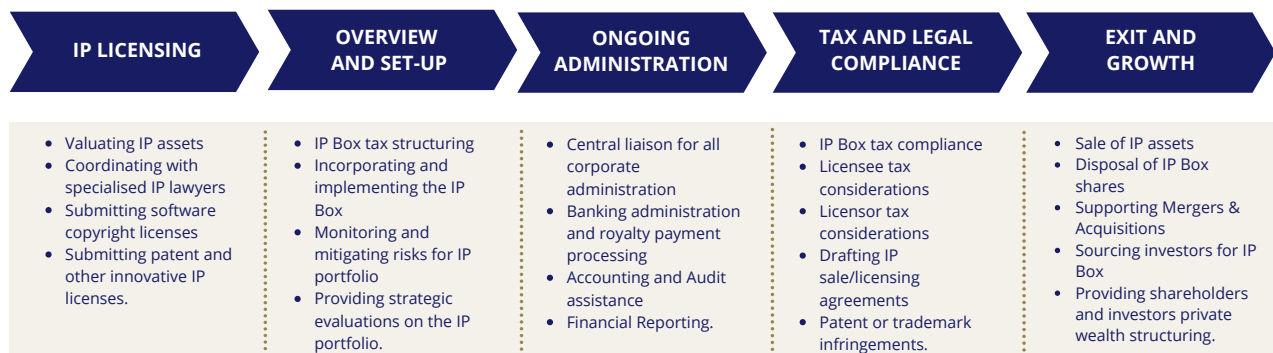 IP LICENSING
OVERVIEW
AND SET-UP
ONGOING
ADMINISTRATION
TAX AND LEGAL
COMPLIANCE
EXIT AND
GROWTH
• Valuating IP assets
• Coordinating with
specialised IP lawyers
• Submitting software
copyright licenses
• Submitting patent and
other innovative IP
licenses.
• IP Box tax structuring
• Incorporating and
implementing the IP
Box
• Monitoring and
mitigating risks for IP
portfolio
• Providing strategic
evaluations on the IP
portfolio.
• Central liaison for all
corporate
administration
• Banking administration
and royalty payment
processing
• Accounting and Audit
assistance
• Financial Reporting.
• IP Box tax compliance
• Licensee tax
considerations
• Licensor tax
considerations
• Drafting IP
sale/licensing
agreements
• Patent or trademark
infringements.
• Sale of IP assets
• Disposal of IP Box
shares
• Supporting Mergers &
Acquisitions
• Sourcing investors for IP
Box
• Providing shareholders
and investors private
wealth structuring.